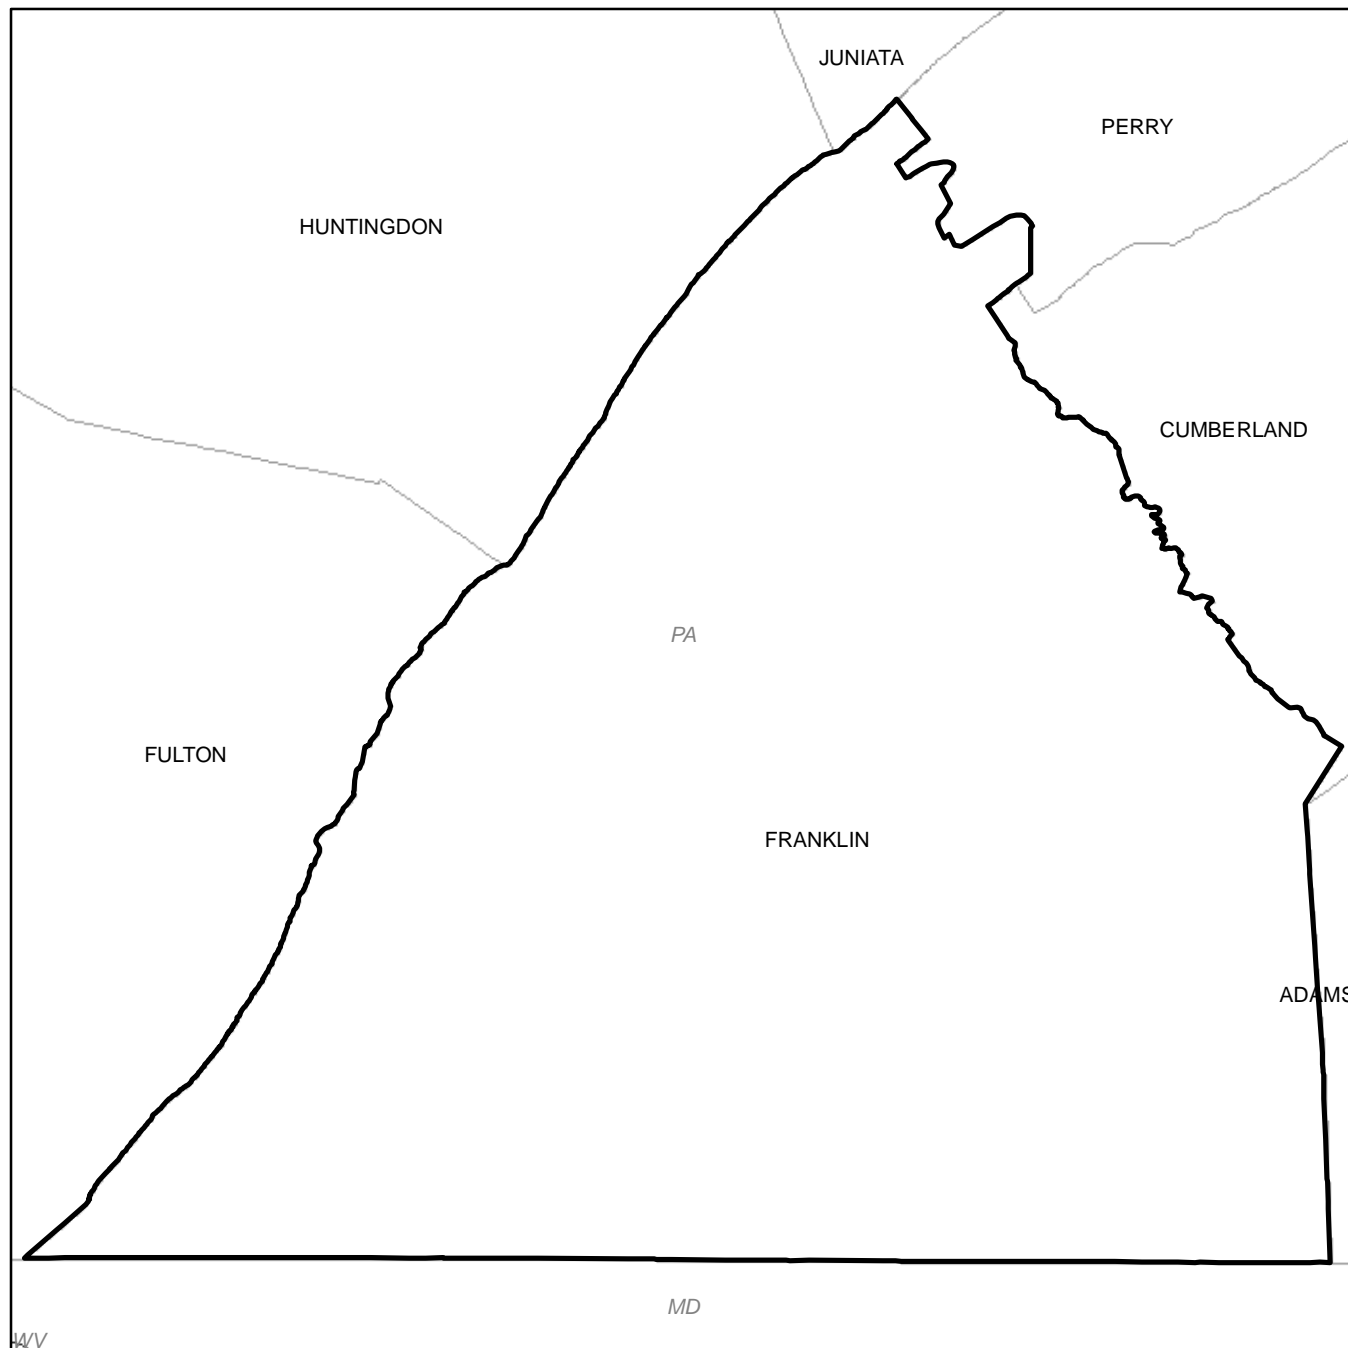 JUNIATA
PERRY
HUNTINGDON
CUMBERLAND
PA
FULTON
FRANKLIN
ADAMS
MD
WV